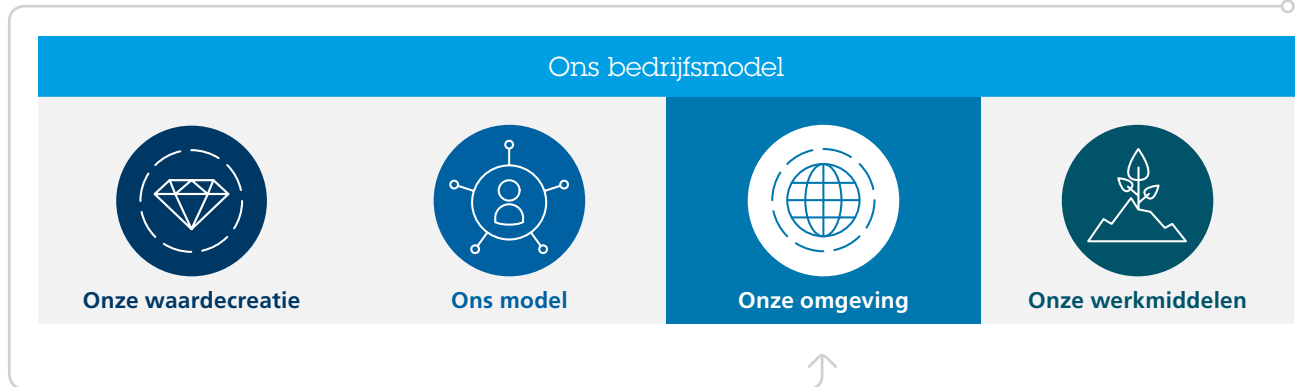 Ons bedrijfsmodel
Onze waardecreatie
Ons model
Onze omgeving
Onze werkmiddelen